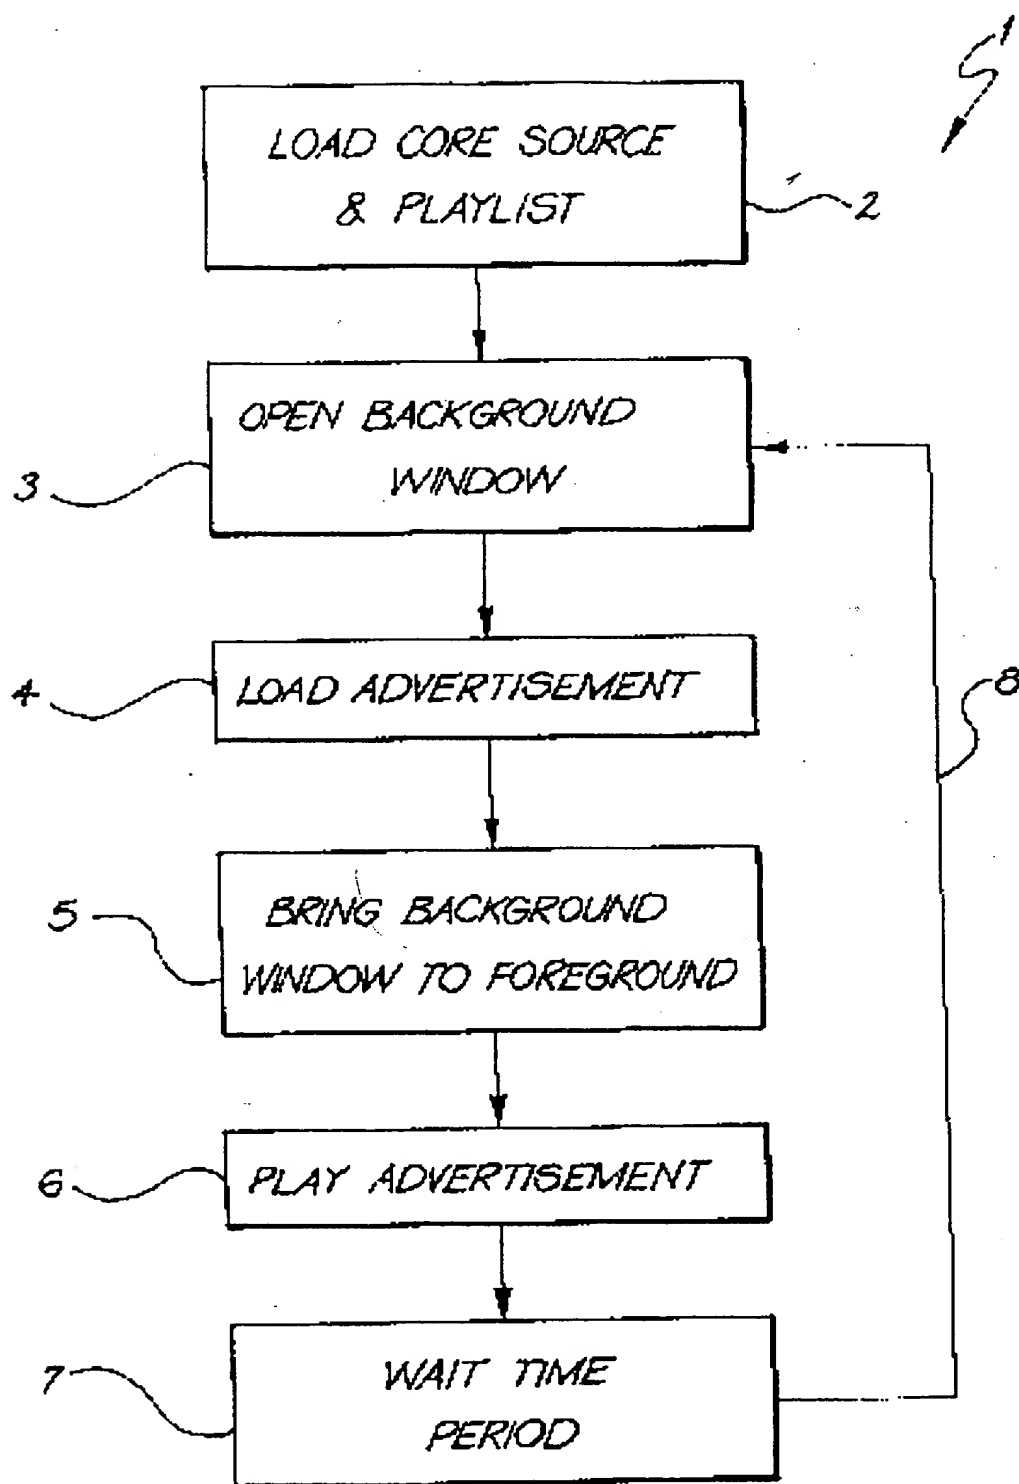 1
LOAD CORE SOURCE
& PLAYLIST
2
OPEN BACKGROUND
WINDOW
3
4
LOAD ADVERTISEMENT
8
5
BRING BACKGROUND
WINDOW TO FOREGROUND
6
PLAY ADVERTISEMENT
7
WAIT TIME
PERIOD